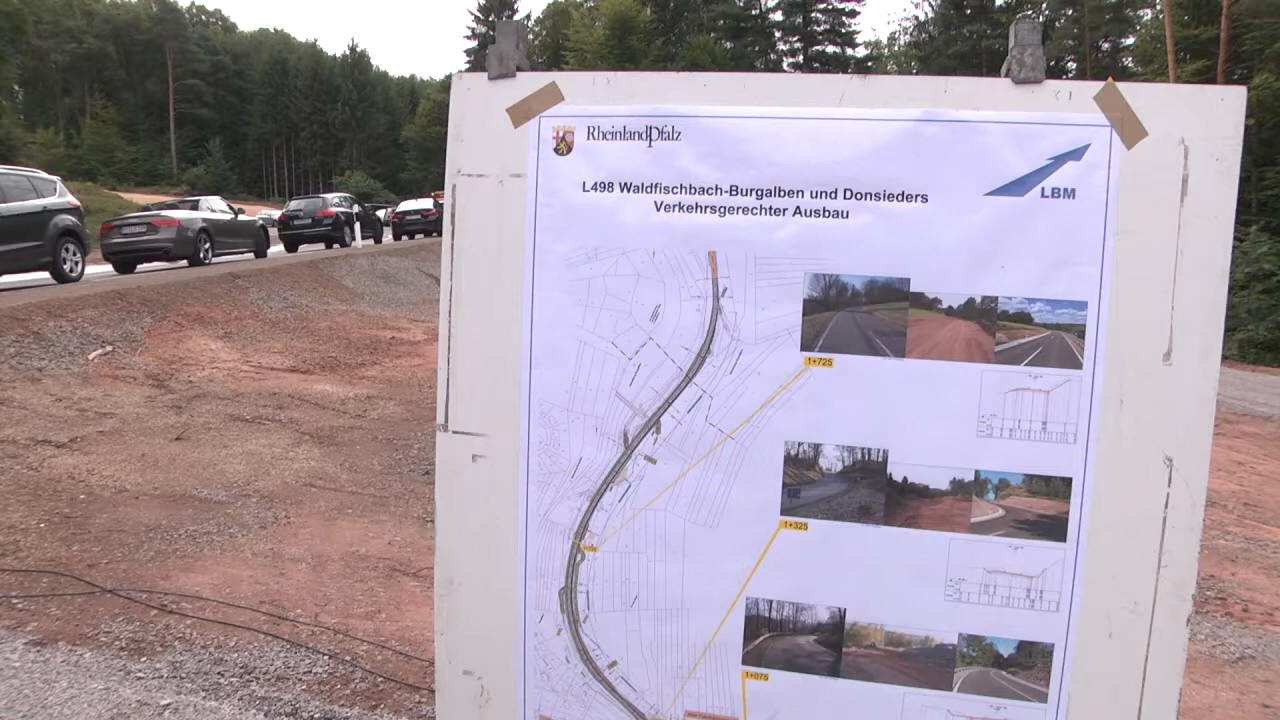 RheinlandPfalz
LBM
L498 Waldfischbach-Burgalben und Donsieders
Verkehrsgerechter Ausbau
1+725
1+325
1+075